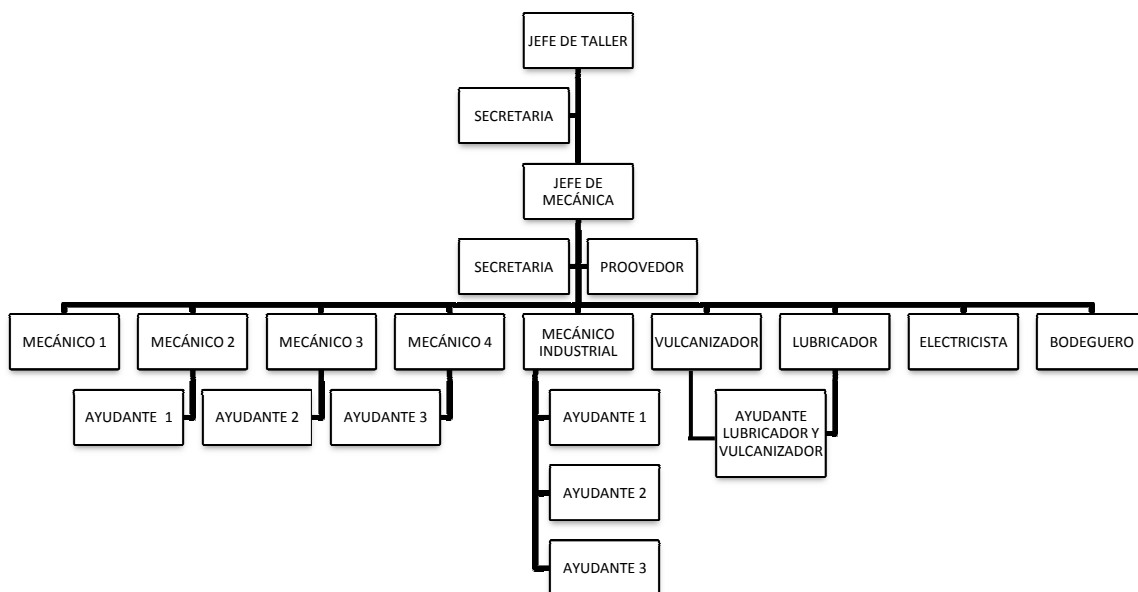 JEFE DE TALLER
SECRETARIA
JEFE DE
MECÁNICA
SECRETARIA
PROOVEDOR
MECÁNICO 1
MECÁNICO 2
MECÁNICO 3
MECÁNICO 4
MECÁNICO
INDUSTRIAL
VULCANIZADOR
LUBRICADOR
ELECTRICISTA
BODEGUERO
AYUDANTE 1
AYUDANTE 2
AYUDANTE 3
AYUDANTE 1
AYUDANTE
LUBRICADOR Y
VULCANIZADOR
AYUDANTE 2
AYUDANTE 3